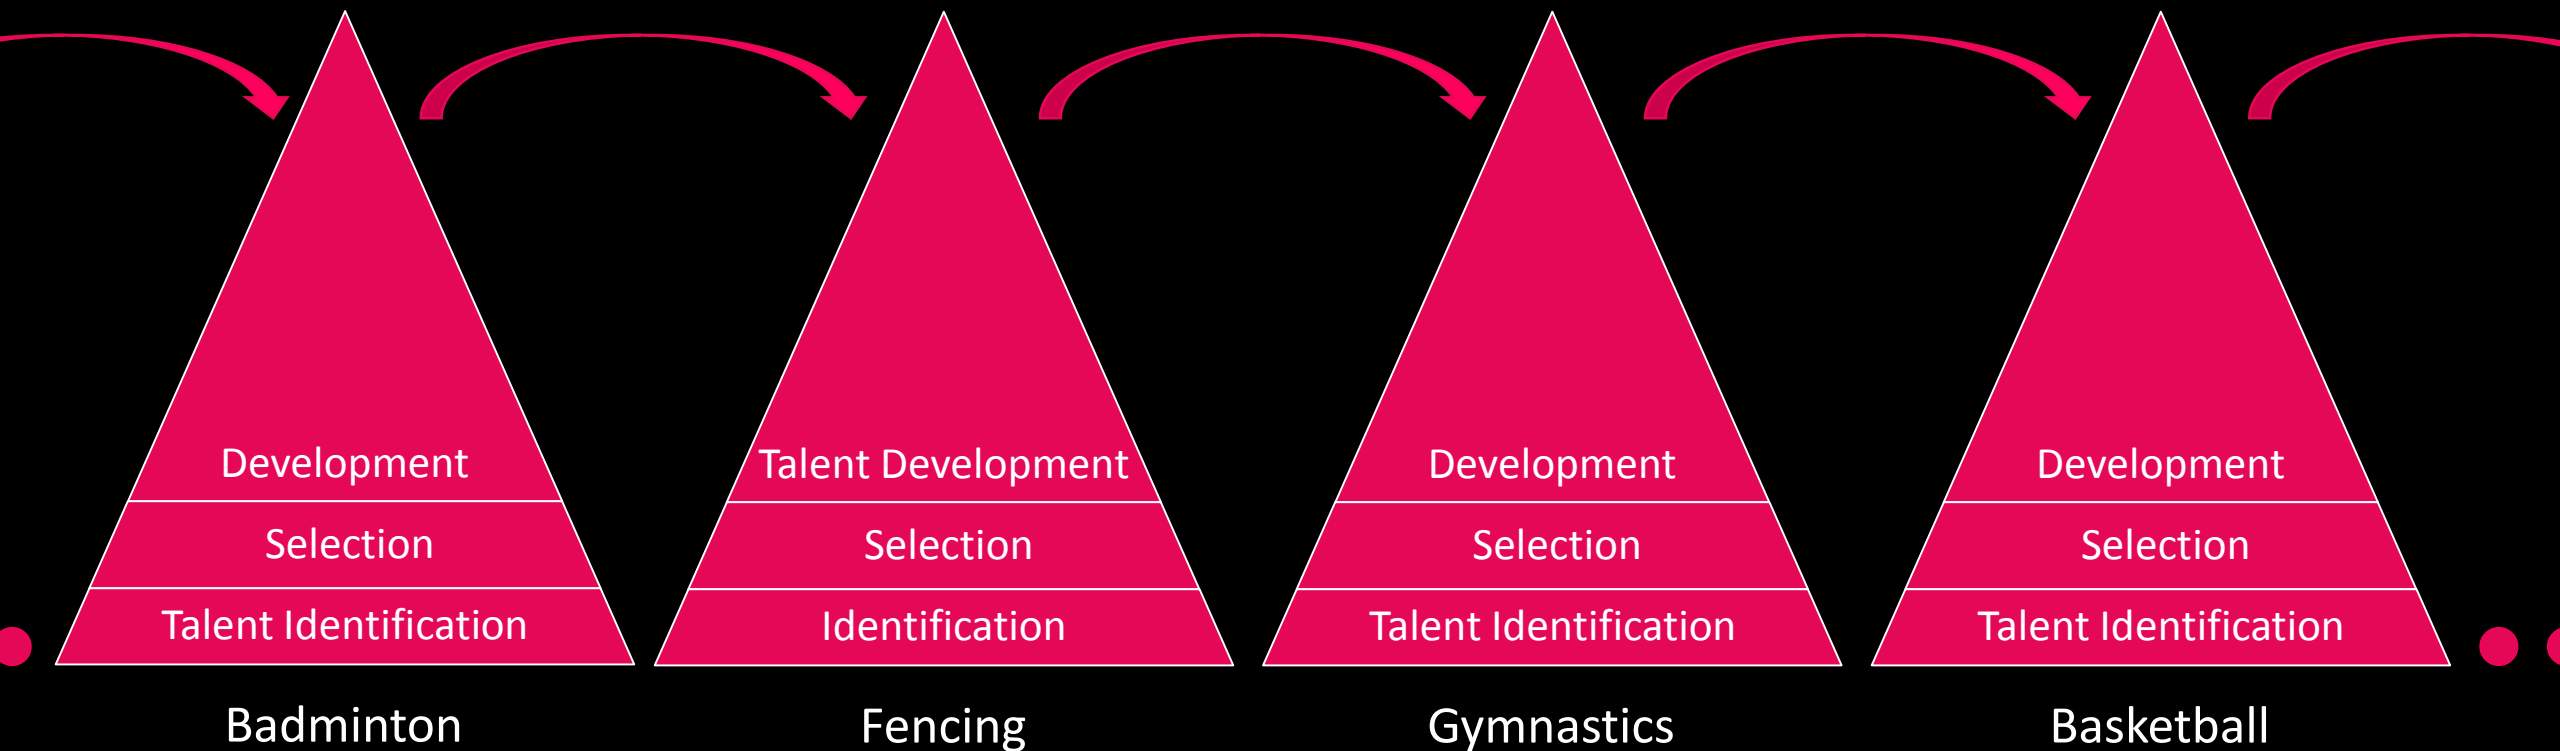 Development
Selection
Talent Identification
Badminton
Talent Development
Selection
Identification
Fencing
Development
Selection
Talent Identification
Gymnastics
Development
Selection
Talent Identification
Basketball